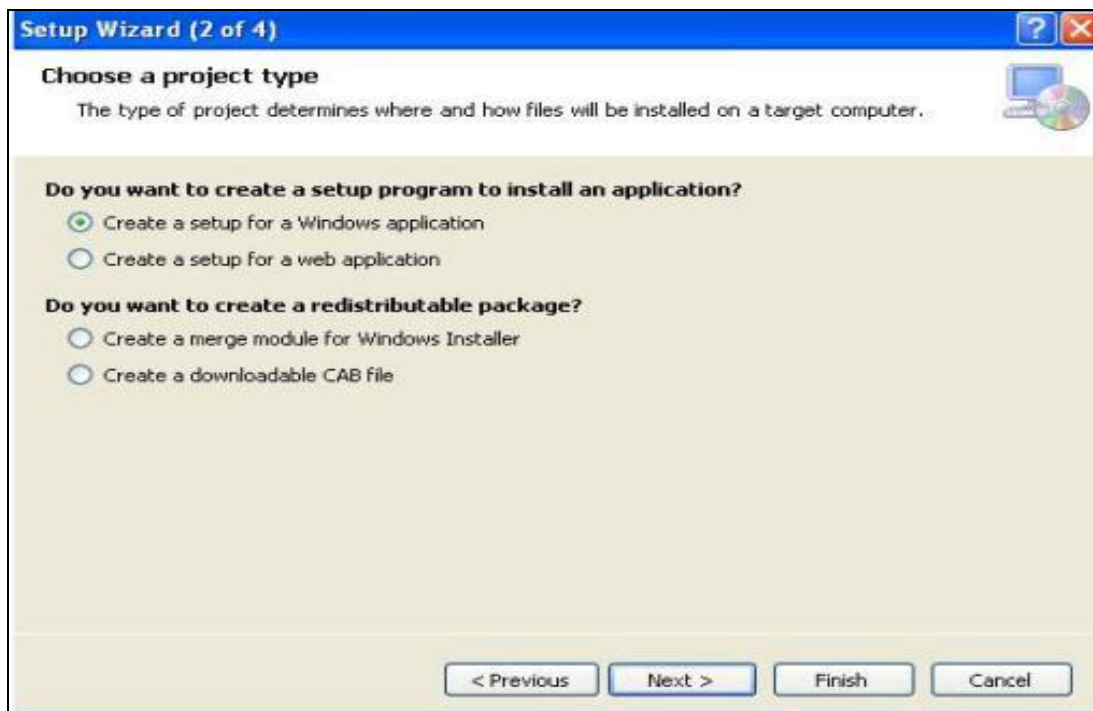 Setup Wizard (2 of 4)
?
Choose a project type
The type of project determines where and how files will be installed on a target computer.
Do you want to create a setup program to install an application?
Create a setup for a Windows application
Create a setup for a web application
Do you want to create a redistributable package?
Create a merge module for Windows Installer
Create a downloadable CAB file
< Previous Next > Finish Cancel